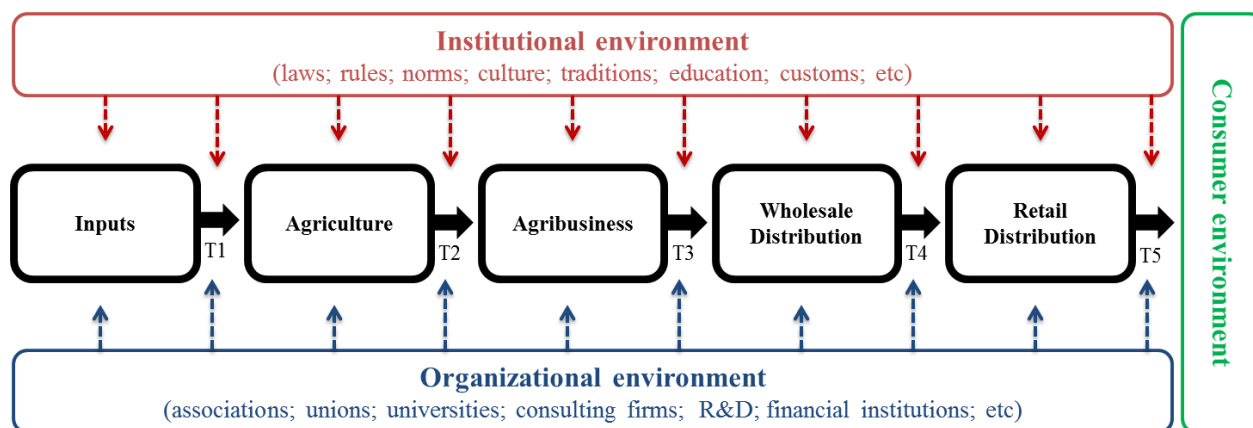 Institutional environment
(laws; rules; norms; culture; traditions; education; customs; etc)
Inputs
T1
Agriculture
T2
Agribusiness
T3
Wholesale
Distribution
T4
Retail
Distribution
T5
Consumer environment
Organizational environment
(associations; unions; universities; consulting firms; R&D; financial institutions; etc)